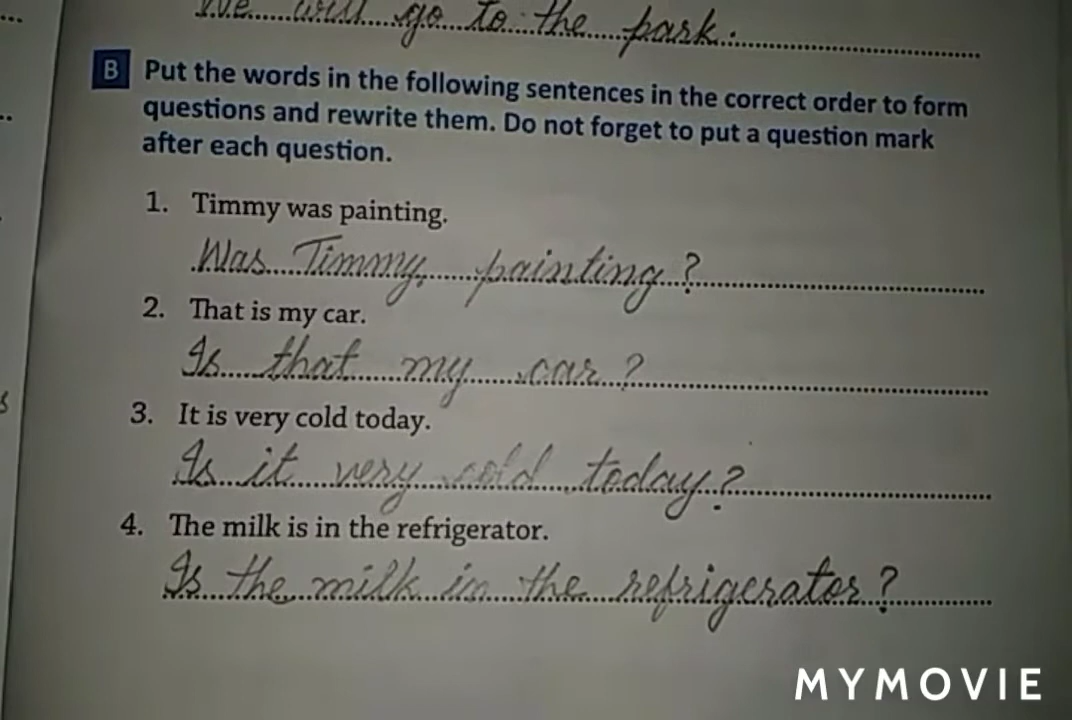 We will go to the park.
B Put the words in the following sentences in the correct order to form
questions and rewrite them. Do not forget to put a question mark
after each question.
1. Timmy was painting.
Was Timmy painting?
2. That is my car.
Is that my car?
3. It is very cold today.
Is it very cold today?
4. The milk is in the refrigerator.
Is the milk in the refrigerator?
MYMOVIE